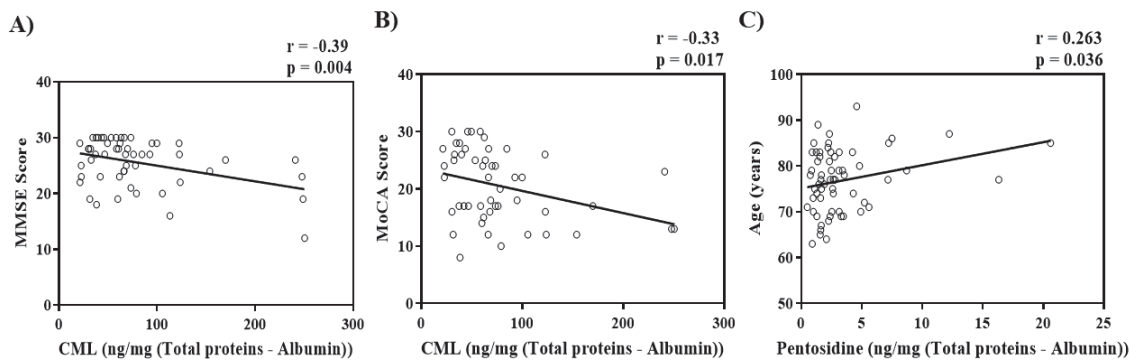 A)
r = -0.39
p = 0.004
MMSE Score
40
30
20
10
0
0
100
200
300
CML (ng/mg (Total proteins - Albumin))
B)
r = -0.33
p = 0.017
MoCA Score
40
30
20
10
0
0
100
200
300
CML (ng/mg (Total proteins - Albumin))
C)
r = 0.263
p = 0.036
Age (years)
100
90
80
70
60
50
0
5
10
15
20
25
Pentosidine (ng/mg (Total proteins - Albumin))